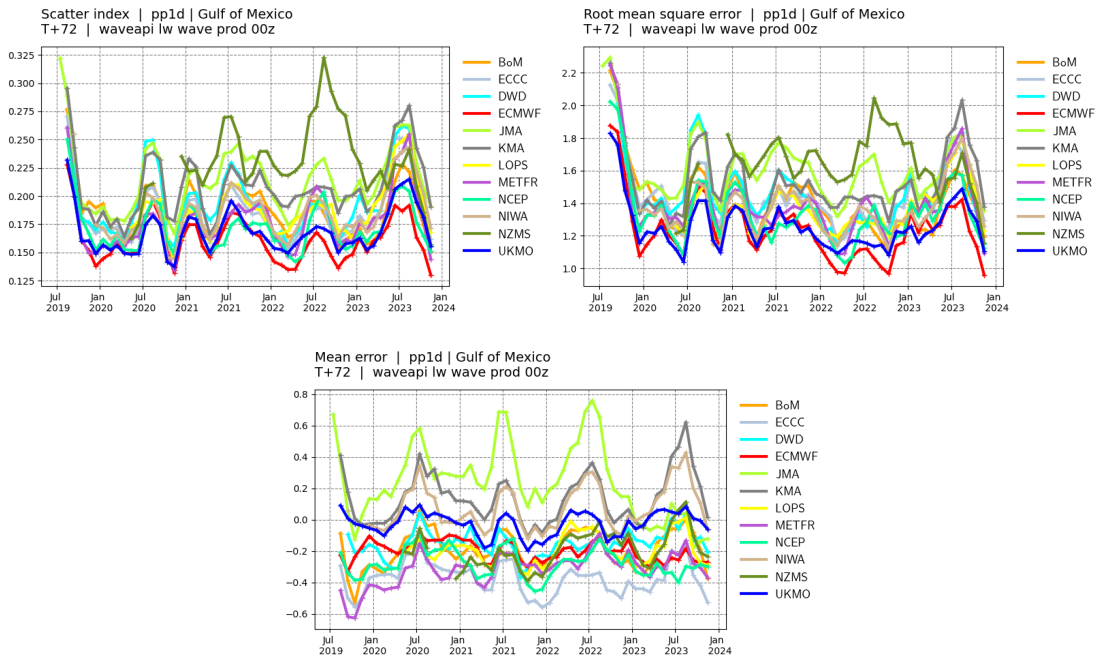 Scatter index | pp1d | Gulf of Mexico
T+72 | waveapi lw wave prod 00z
0.325
0.300
0.275
0.250
0.225
0.200
0.175
0.150
0.125
Jul 2019
Jan 2020
Jul 2020
Jan 2021
Jul 2021
Jan 2022
Jul 2022
Jan 2023
Jul 2023
Jan 2024
BoM
ECCC
DWD
ECMWF
JMA
KMA
LOPS
METFR
NCEP
NIWA
NZMS
UKMO
Root mean square error | pp1d | Gulf of Mexico
T+72 | waveapi lw wave prod 00z
2.2
2.0
1.8
1.6
1.4
1.2
1.0
Jul 2019
Jan 2020
Jul 2020
Jan 2021
Jul 2021
Jan 2022
Jul 2022
Jan 2023
Jul 2023
Jan 2024
BoM
ECCC
DWD
ECMWF
JMA
KMA
LOPS
METFR
NCEP
NIWA
NZMS
UKMO
Mean error | pp1d | Gulf of Mexico
T+72 | waveapi lw wave prod 00z
0.8
0.6
0.4
0.2
0.0
−0.2
−0.4
−0.6
Jul 2019
Jan 2020
Jul 2020
Jan 2021
Jul 2021
Jan 2022
Jul 2022
Jan 2023
Jul 2023
Jan 2024
BoM
ECCC
DWD
ECMWF
JMA
KMA
LOPS
METFR
NCEP
NIWA
NZMS
UKMO